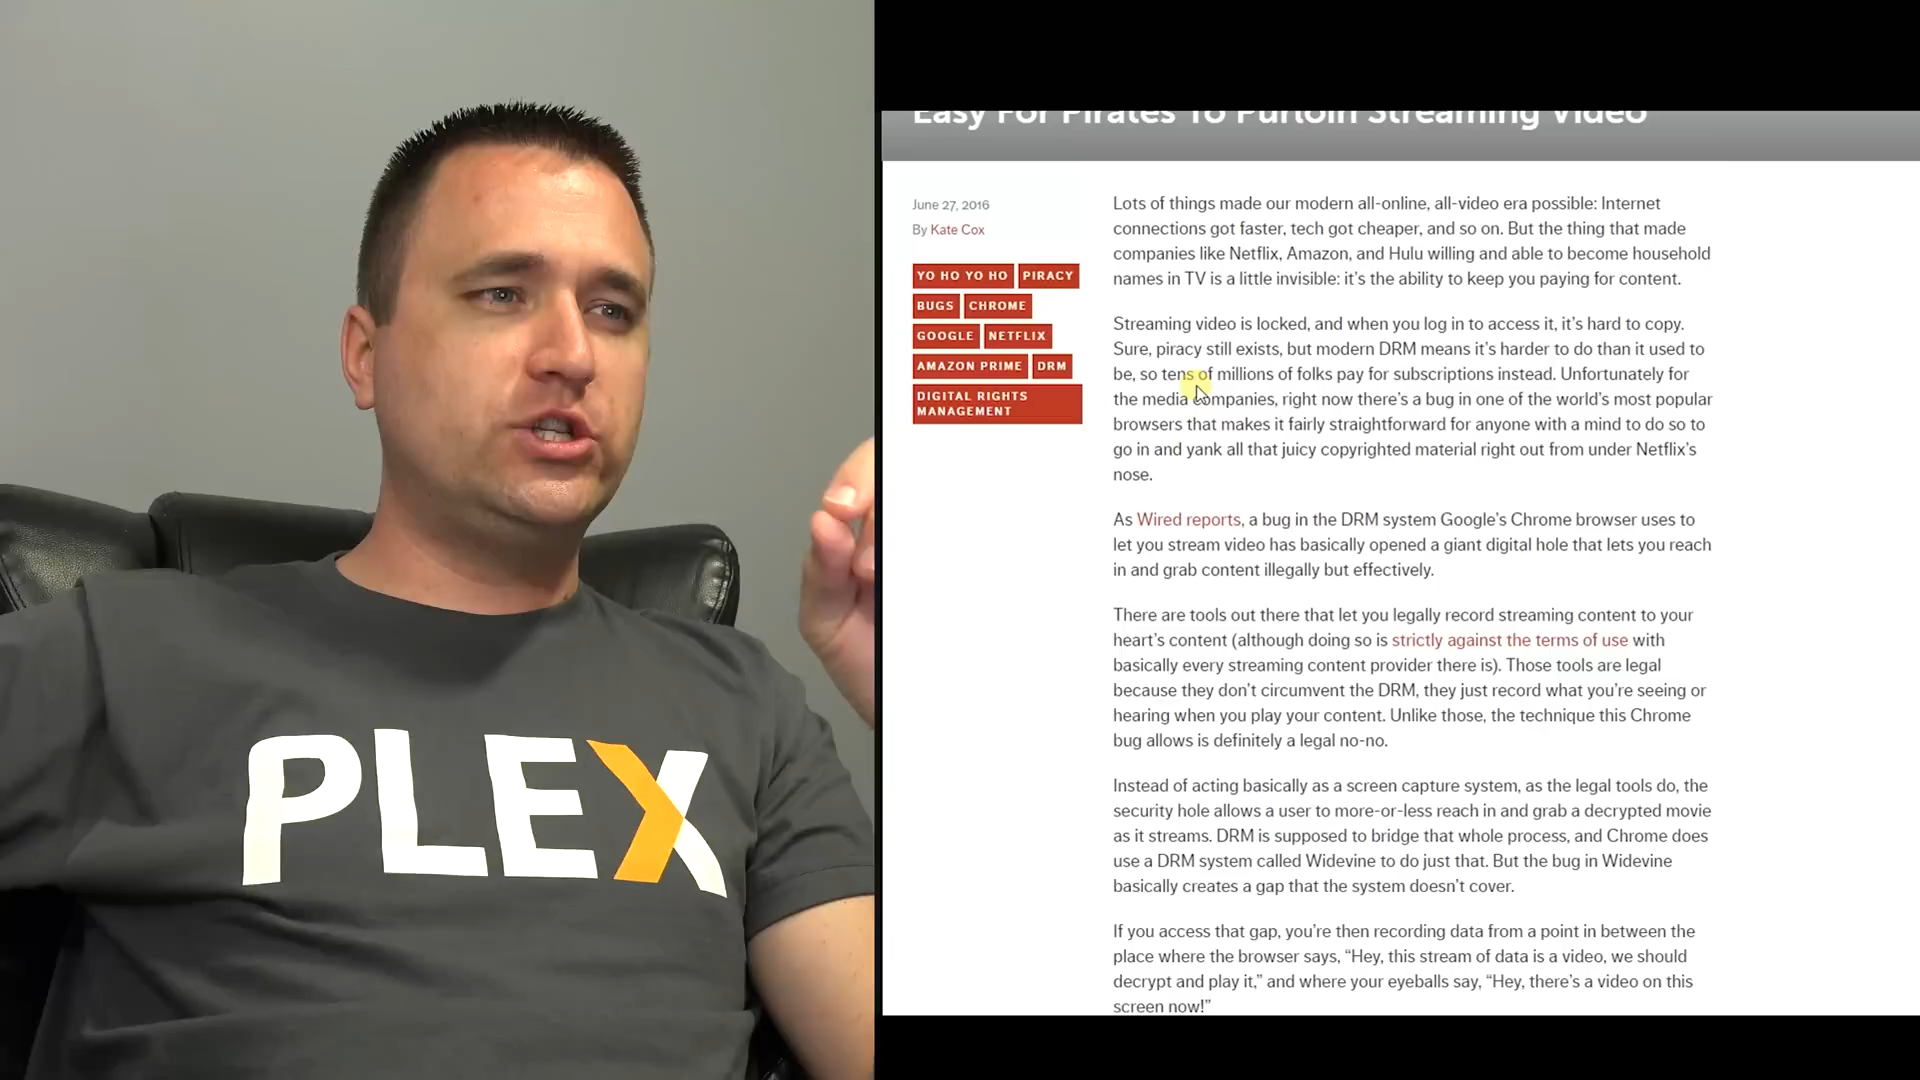 PLEX
Easy For Pirates To Purloin Streaming Video
June 27, 2016
By Kate Cox
YO HO YO HO PIRACY
BUGS CHROME
GOOGLE NETFLIX
AMAZON PRIME DRM
DIGITAL RIGHTS
MANAGEMENT
Lots of things made our modern all-online, all-video era possible: Internet
connections got faster, tech got cheaper, and so on. But the thing that made
companies like Netflix, Amazon, and Hulu willing and able to become household
names in TV is a little invisible: it's the ability to keep you paying for content.
Streaming video is locked, and when you log in to access it, it's hard to copy.
Sure, piracy still exists, but modern DRM means it's harder to do than it used to
be, so tens of millions of folks pay for subscriptions instead. Unfortunately for
the media companies, right now there's a bug in one of the world's most popular
browsers that makes it fairly straightforward for anyone with a mind to do so to
go in and yank all that juicy copyrighted material right out from under Netflix's
nose.
As Wired reports, a bug in the DRM system Google's Chrome browser uses to
let you stream video has basically opened a giant digital hole that lets you reach
in and grab content illegally but effectively.
There are tools out there that let you legally record streaming content to your
heart's content (although doing so is strictly against the terms of use with
basically every streaming content provider there is). Those tools are legal
because they don't circumvent the DRM, they just record what you're seeing or
hearing when you play your content. Unlike those, the technique this Chrome
bug allows is definitely a legal no-no.
Instead of acting basically as a screen capture system, as the legal tools do, the
security hole allows a user to more-or-less reach in and grab a decrypted movie
as it streams. DRM is supposed to bridge that whole process, and Chrome does
use a DRM system called Widevine to do just that. But the bug in Widevine
basically creates a gap that the system doesn't cover.
If you access that gap, you're then recording data from a point in between the
place where the browser says, “Hey, this stream of data is a video, we should
decrypt and play it,” and where your eyeballs say, “Hey, there's a video on this
screen now!”